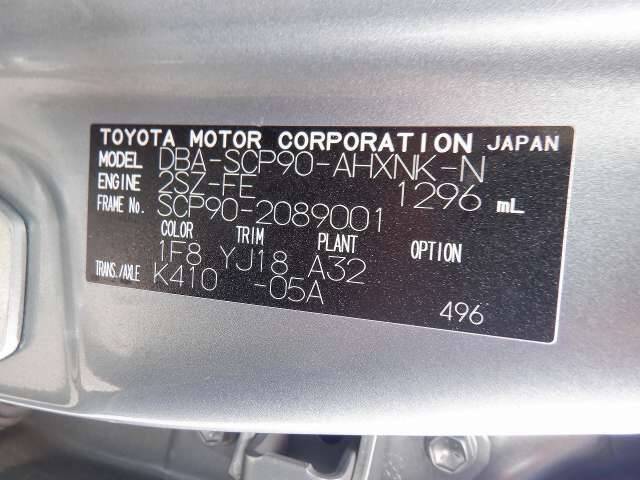 TOYOTA MOTOR CORPORATION JAPAN
MODEL DBA-SCP90-AHXNK-N
ENGINE 2SZ-FE 1296 mL
FRAME No. SCP90-2089001
COLOR TRIM PLANT OPTION
1F8 YJ18 A32
TRANS./AXLE K410 -05A
496